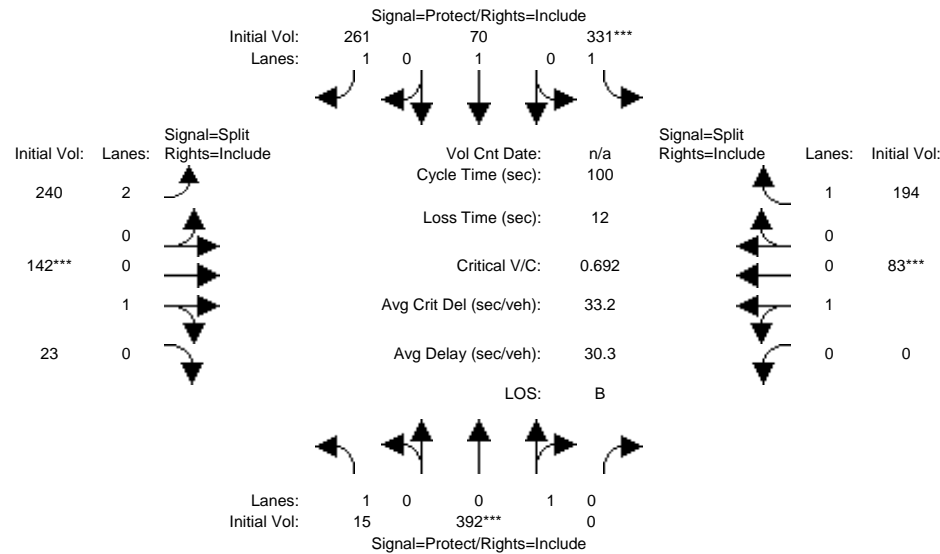 Signal=Protect/Rights=Include
Initial Vol: 261 70 331***
Lanes: 1 0 1 0 1
Signal=Split
Rights=Include
Initial Vol: Lanes:
Vol Cnt Date: n/a
Signal=Split
Rights=Include
Lanes: Initial Vol:
Cycle Time (sec): 100
240 2
1 194
Loss Time (sec): 12
0
0
142*** 0
Critical V/C: 0.692
0 83***
1
Avg Crit Del (sec/veh): 33.2
1
23 0
Avg Delay (sec/veh): 30.3
0 0
LOS: B
Lanes: 1 0 0 1 0
Initial Vol: 15 392*** 0
Signal=Protect/Rights=Include